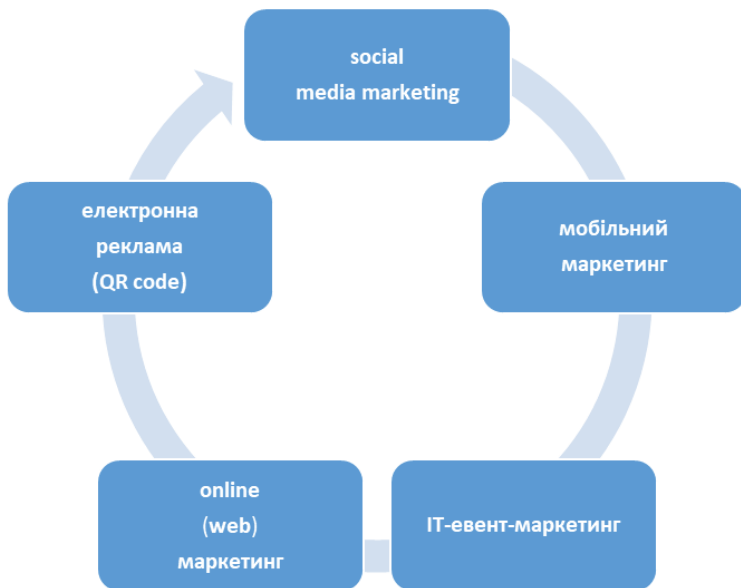 social
media marketing
мобільний
маркетинг
ІТ-евент-маркетинг
online
(web)
маркетинг
електронна
реклама
(QR code)